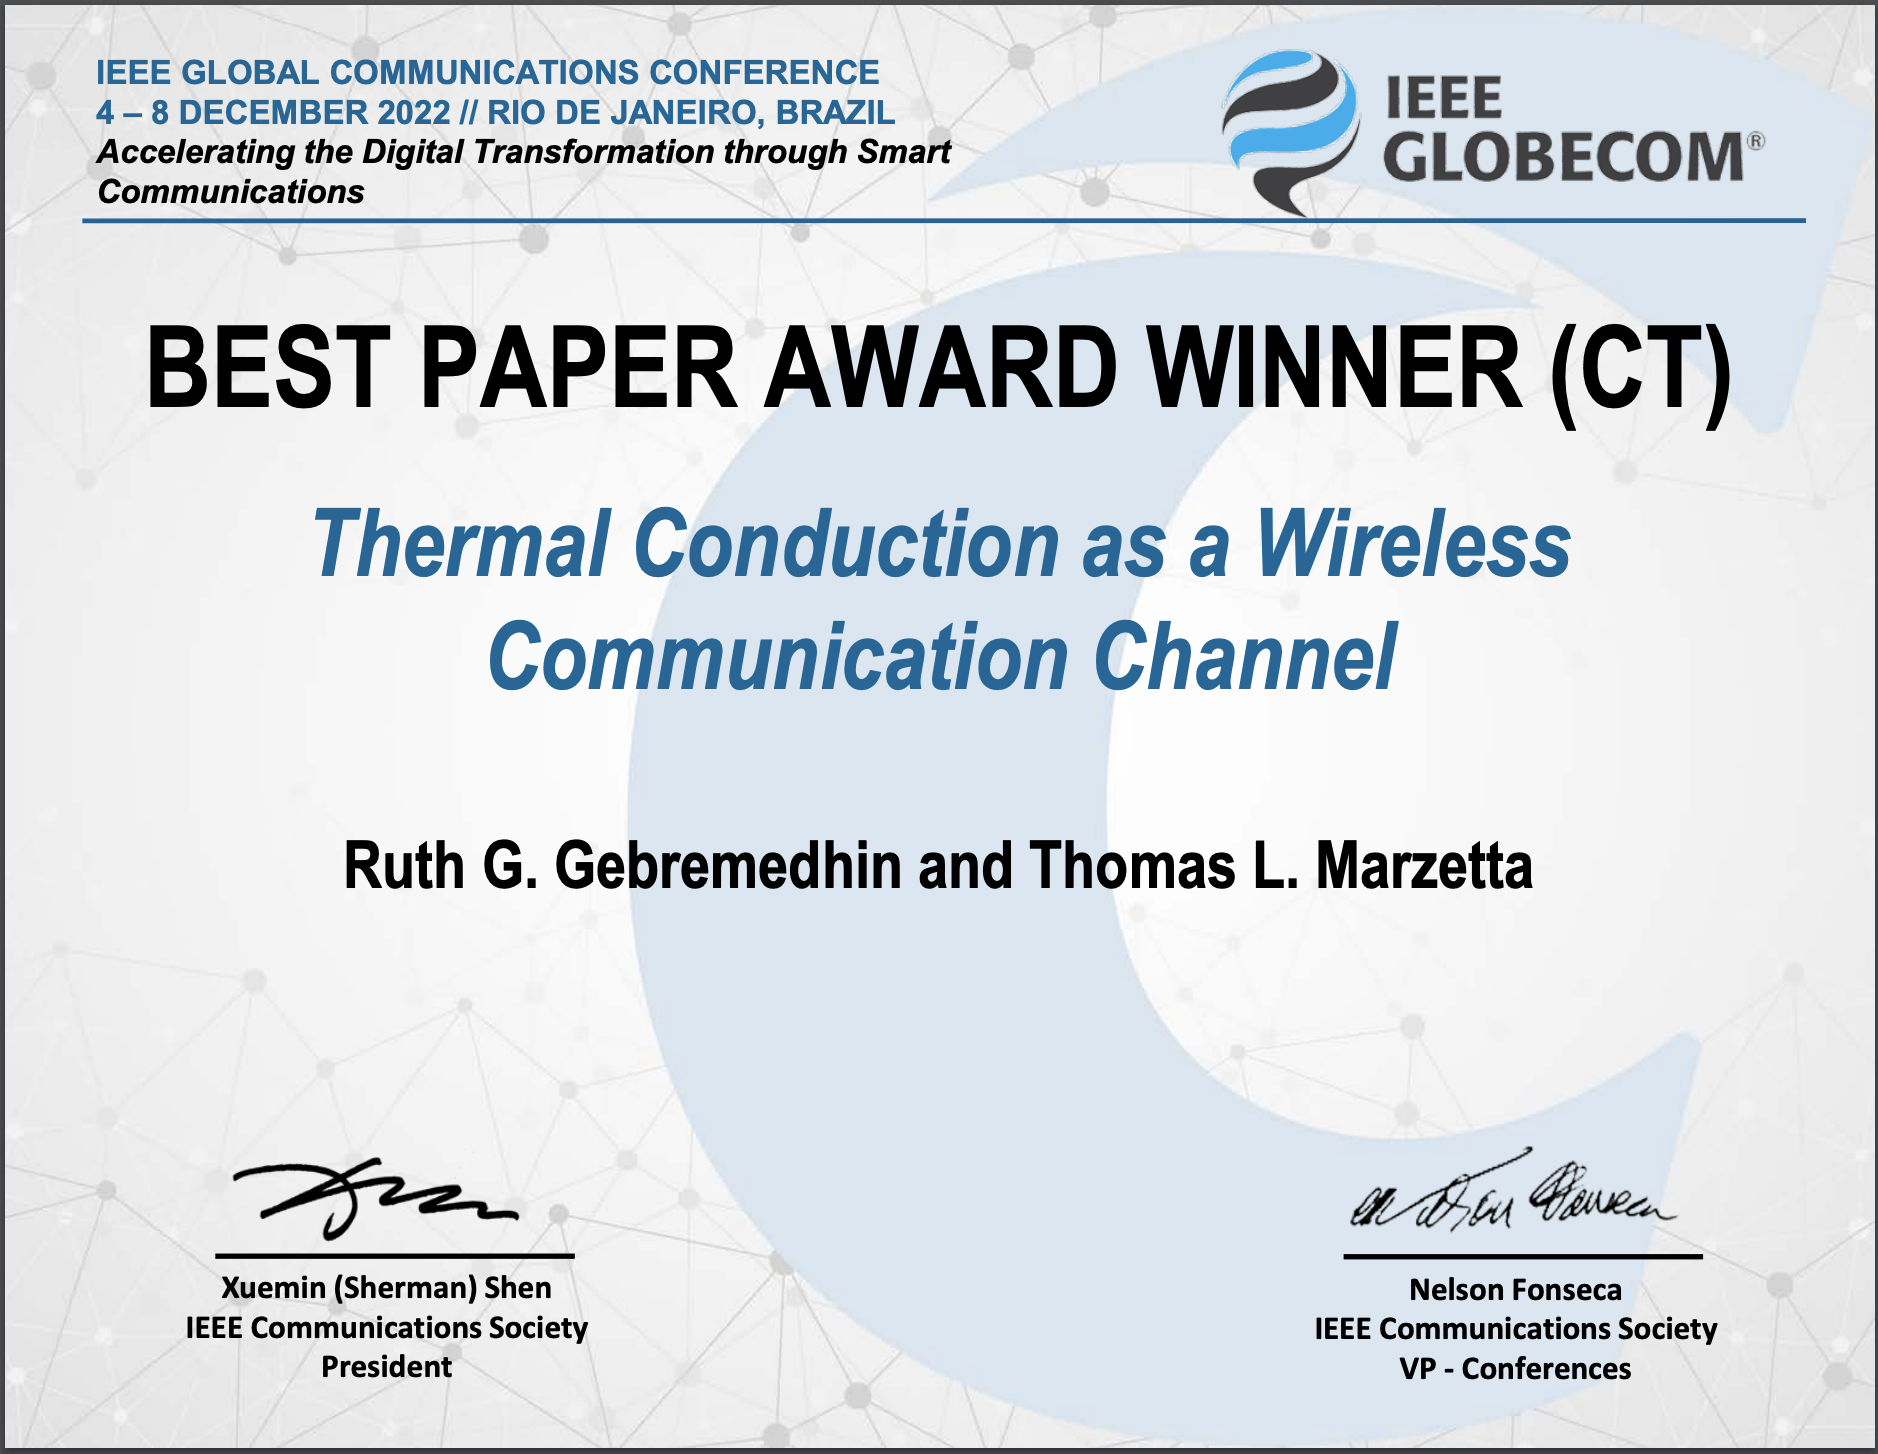 IEEE GLOBAL COMMUNICATIONS CONFERENCE
4 – 8 DECEMBER 2022 // RIO DE JANEIRO, BRAZIL
Accelerating the Digital Transformation through Smart
Communications
IEEE
GLOBECOM®
BEST PAPER AWARD WINNER (CT)
Thermal Conduction as a Wireless
Communication Channel
Ruth G. Gebremedhin and Thomas L. Marzetta
Xuemin (Sherman) Shen
IEEE Communications Society
President
Nelson Fonseca
IEEE Communications Society
VP - Conferences